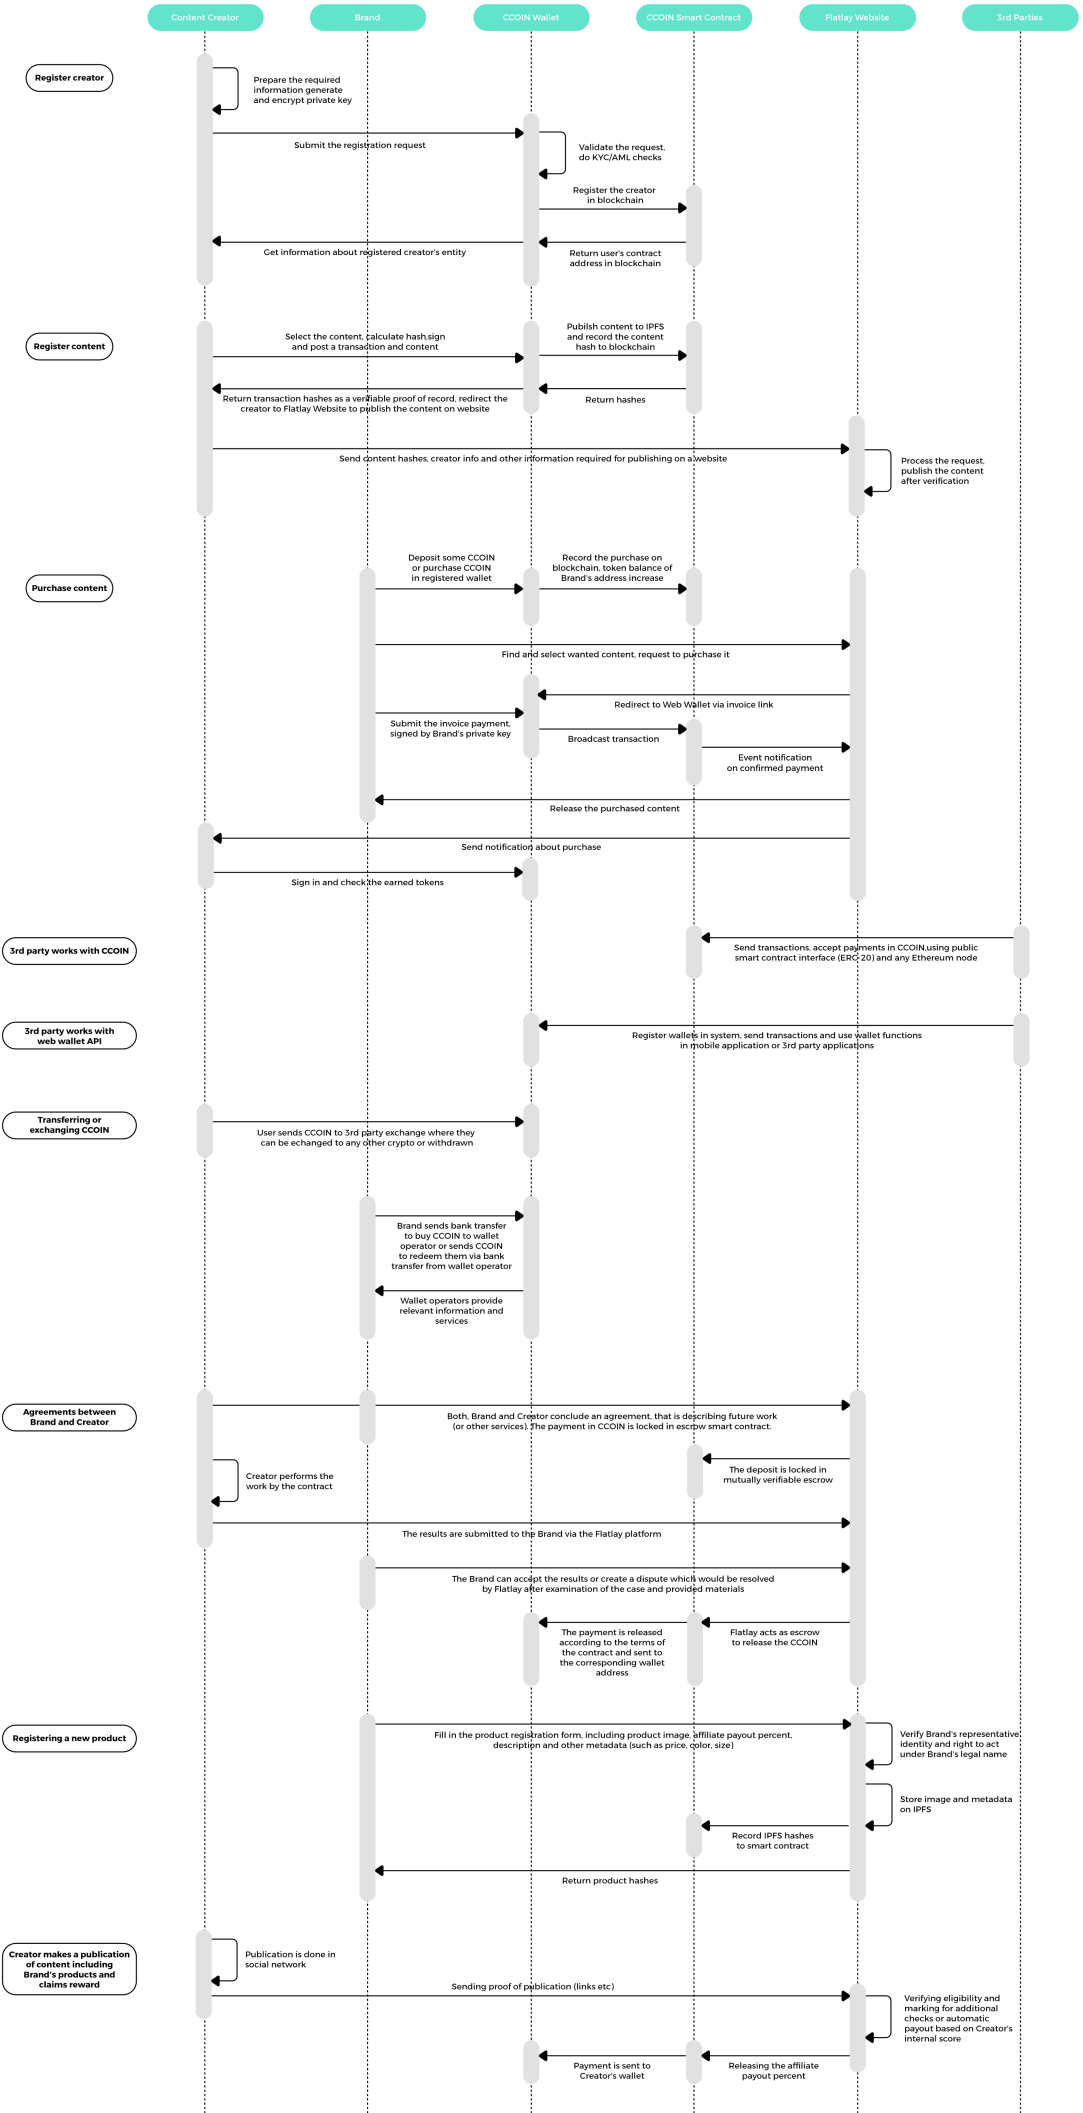 Content Creator
Brand
CCOIN Wallet
CCOIN Smart Contract
Flatlay Website
3rd Parties
Register creator
Prepare the required
information generate
and encrypt private key
Submit the registration request
Validate the request,
do KYC/AML checks
Register the creator
in blockchain
Get information about registered creator's entity
Return user's contract
address in blockchain
Register content
Select the content, calculate hash,sign
and post a transaction and content
Pubilsh content to IPFS
and record the content
hash to blockchain
Return transaction hashes as a verifiable proof of record, redirect the
creator to Flatlay Website to publish the content on website
Return hashes
Send content hashes, creator info and other information required for publishing on a website
Process the request,
publish the content
after verification
Purchase content
Deposit some CCOIN
or purchase CCOIN
in registered wallet
Record the purchase on
blockchain, token balance of
Brand's address increase
Find and select wanted content, request to purchase it
Redirect to Web Wallet via invoice link
Submit the invoice payment,
signed by Brand's private key
Broadcast transaction
Event notification
on confirmed payment
Release the purchased content
Send notification about purchase
Sign in and check the earned tokens
3rd party works with CCOIN
Send transactions, accept payments in CCOIN,using public
smart contract interface (ERC-20) and any Ethereum node
3rd party works with
web wallet API
Register wallets in system, send transactions and use wallet functions
in mobile application or 3rd party applications
Transferring or
exchanging CCOIN
User sends CCOIN to 3rd party exchange where they
can be echanged to any other crypto or withdrawn
Brand sends bank transfer
to buy CCOIN to wallet
operator or sends CCOIN
to redeem them via bank
transfer from wallet operator
Wallet operators provide
relevant information and
services
Agreements between
Brand and Creator
Both, Brand and Creator conclude an agreement, that is describing future work
(or other services). The payment in CCOIN is locked in escrow smart contract.
The deposit is locked in
mutually verifiable escrow
Creator performs the
work by the contract
The results are submitted to the Brand via the Flatlay platform
The Brand can accept the results or create a dispute which would be resolved
by Flatlay after examination of the case and provided materials
The payment is released
according to the terms of
the contract and sent to
the corresponding wallet
address
Flatlay acts as escrow
to release the CCOIN
Registering a new product
Fill in the product registration form, including product image, affiliate payout percent,
description and other metadata (such as price, color, size)
Verify Brand's representative
identity and right to act
under Brand's legal name
Store image and metadata
on IPFS
Record IPFS hashes
to smart contract
Return product hashes
Creator makes a publication
of content including
Brand's products and
claims reward
Publication is done in
social network
Sending proof of publication (links etc)
Verifying eligibility and
marking for additional
checks or automatic
payout based on Creator's
internal score
Payment is sent to
Creator's wallet
Releasing the affiliate
payout percent